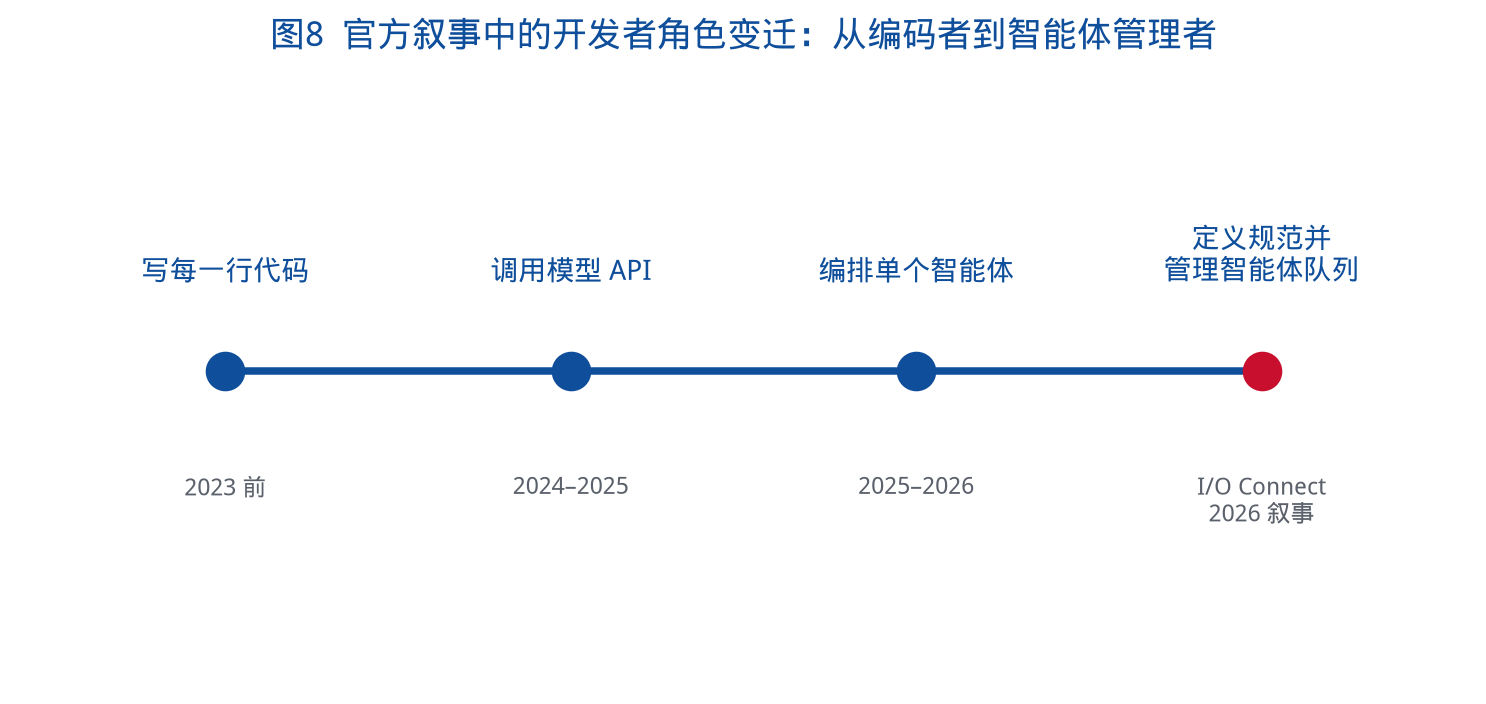 图8 官方叙事中的开发者角色变迁：从编码者到智能体管理者
写每一行代码
调用模型 API
编排单个智能体
定义规范并
管理智能体队列
2023 前
2024–2025
2025–2026
I/O Connect
2026 叙事